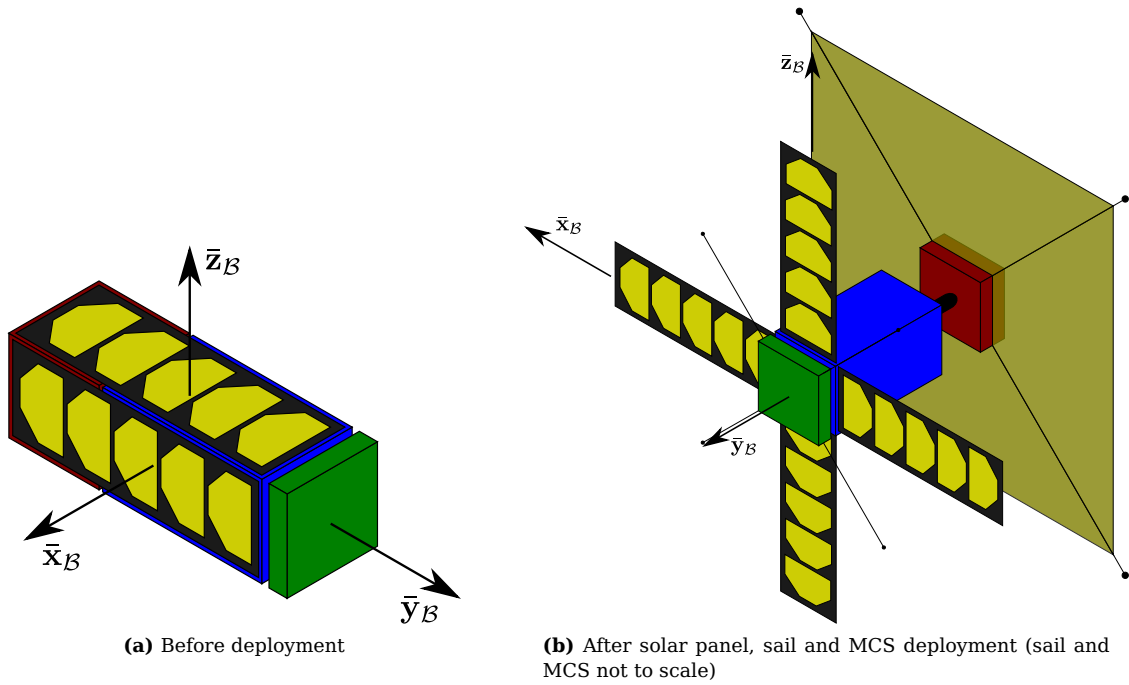 z̄_ℬ
x̄_ℬ
ȳ_ℬ
(a) Before deployment
z̄_ℬ
x̄_ℬ
ȳ_ℬ
(b) After solar panel, sail and MCS deployment (sail and
MCS not to scale)